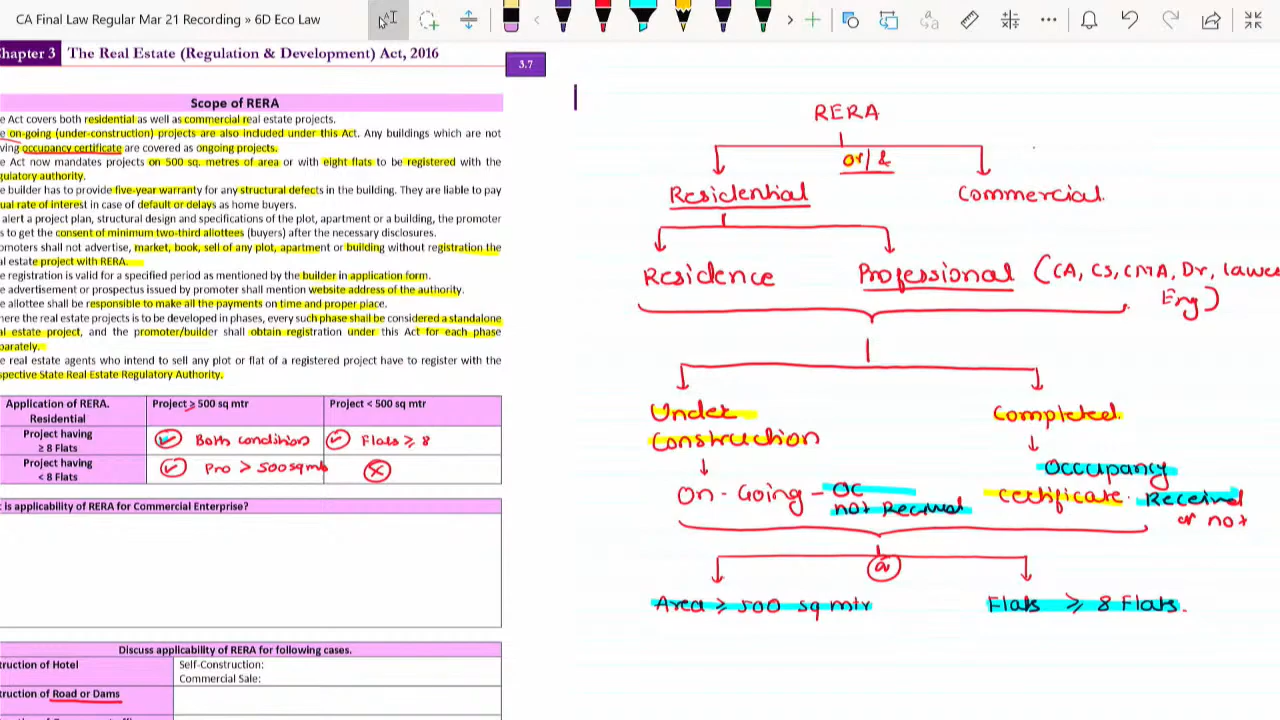 CA Final Law Regular Mar 21 Recording » 6D Eco Law
Chapter 3 The Real Estate (Regulation & Development) Act, 2016
3.7
Scope of RERA
e Act covers both residential as well as commercial real estate projects.
e on-going (under-construction) projects are also included under this Act. Any buildings which are not
ving occupancy certificate are covered as ongoing projects.
e Act now mandates projects on 500 sq. metres of area or with eight flats to be registered with the
gulatory authority.
e builder has to provide five-year warranty for any structural defects in the building. They are liable to pay
ual rate of interest in case of default or delays as home buyers.
alert a project plan, structural design and specifications of the plot, apartment or a building, the promoter
s to get the consent of minimum two-third allottees (buyers) after the necessary disclosures.
omoters shall not advertise, market, book, sell of any plot, apartment or building without registration the
al estate project with RERA.
e registration is valid for a specified period as mentioned by the builder in application form.
e advertisement or prospectus issued by promoter shall mention website address of the authority.
e allottee shall be responsible to make all the payments on time and proper place.
here the real estate projects is to be developed in phases, every such phase shall be considered a standalone
al estate project, and the promoter/builder shall obtain registration under this Act for each phase
parately.
e real estate agents who intend to sell any plot or flat of a registered project have to register with the
spective State Real Estate Regulatory Authority.
Application of RERA. Residential
Project ≥ 500 sq mtr
Project < 500 sq mtr
Project having ≥ 8 Flats
Both condition
Flats ≥ 8
Project having < 8 Flats
Pro > 500 sq mtr
is applicability of RERA for Commercial Enterprise?
Discuss applicability of RERA for following cases.
truction of Hotel
Self-Construction:
Commercial Sale:
truction of Road or Dams
RERA
or/&
Residential
Commercial.
Residence
Professional (CA, CS, CMA, Dr, lawer
Eng)
Under
Construction
Completed
On-Going - OC
not Received
Occupancy
certificate. Received
or not
or
Area ≥ 500 sq mtr
Flats ≥ 8 Flats.